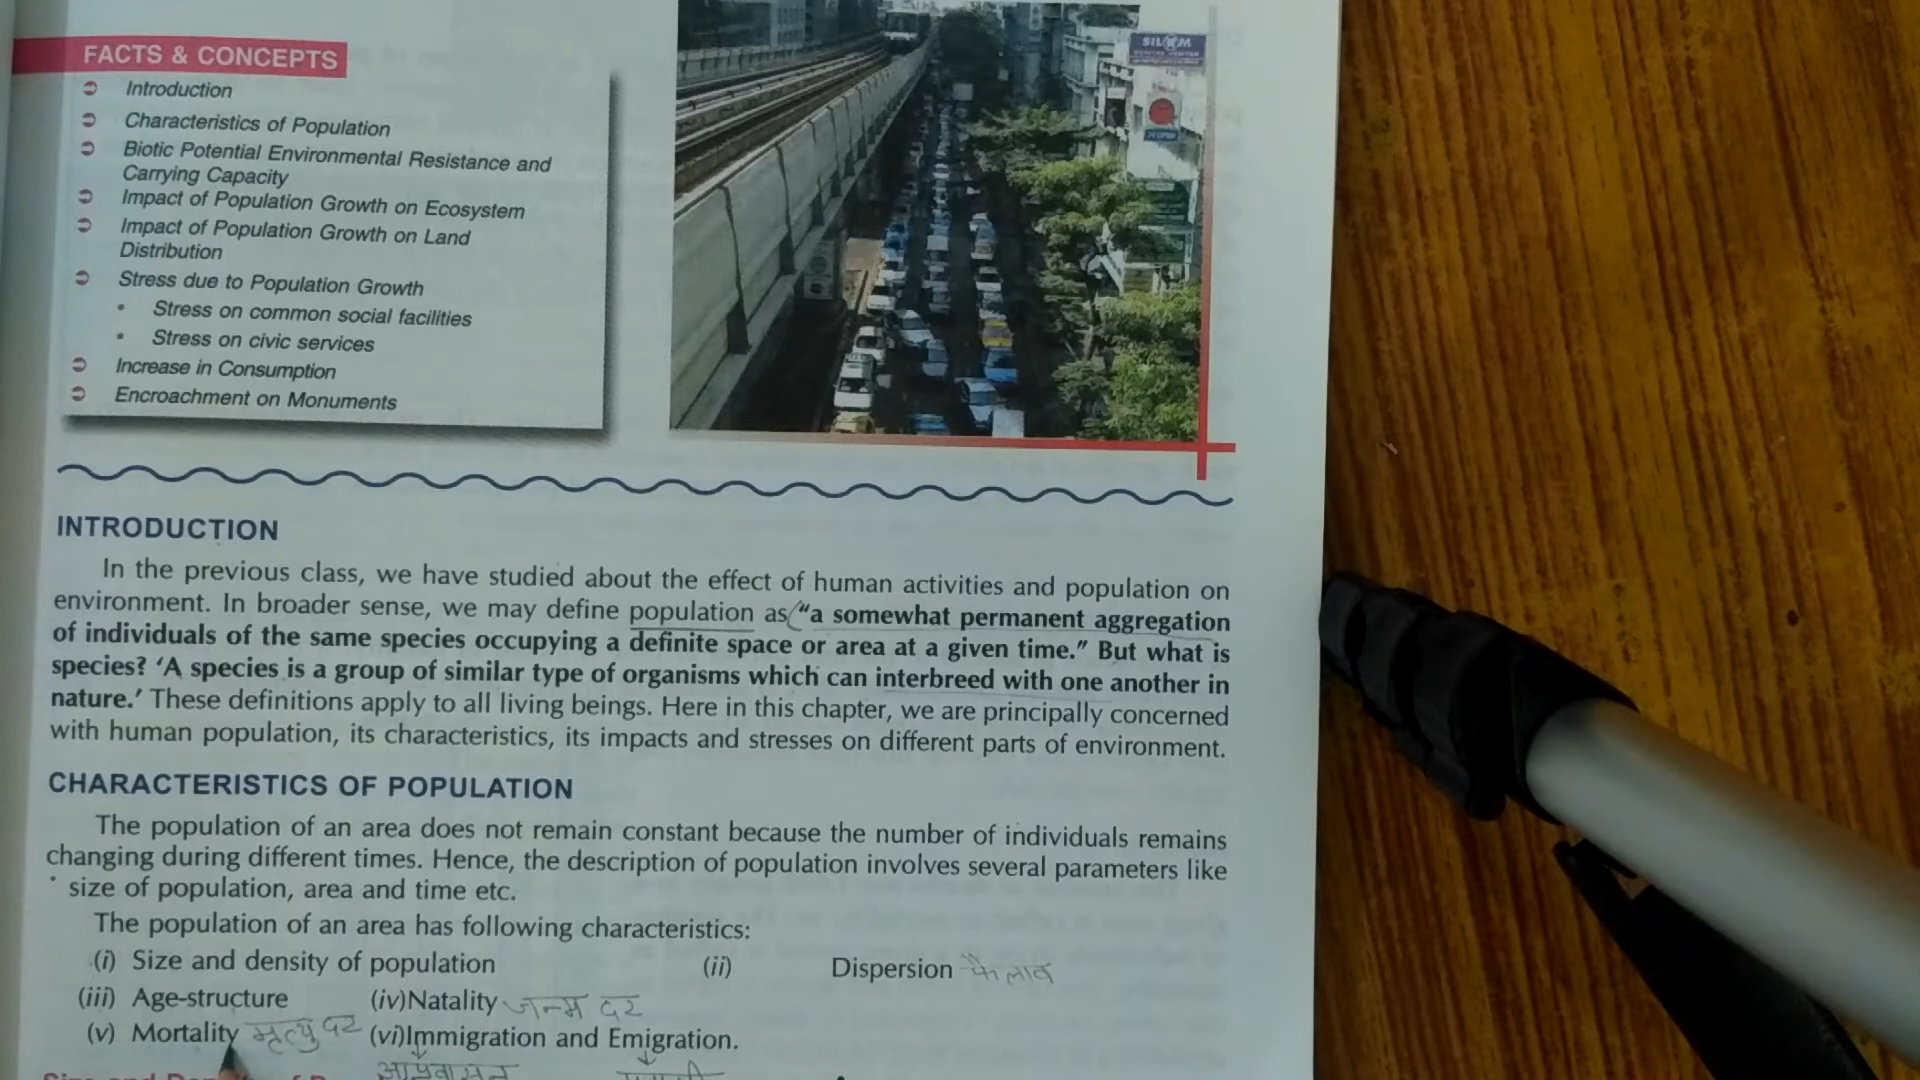 FACTS & CONCEPTS
Introduction
Characteristics of Population
Biotic Potential Environmental Resistance and
Carrying Capacity
Impact of Population Growth on Ecosystem
Impact of Population Growth on Land
Distribution
Stress due to Population Growth
• Stress on common social facilities
• Stress on civic services
Increase in Consumption
Encroachment on Monuments
SILOM
INTRODUCTION
In the previous class, we have studied about the effect of human activities and population on
environment. In broader sense, we may define population as "a somewhat permanent aggregation
of individuals of the same species occupying a definite space or area at a given time." But what is
species? 'A species is a group of similar type of organisms which can interbreed with one another in
nature.' These definitions apply to all living beings. Here in this chapter, we are principally concerned
with human population, its characteristics, its impacts and stresses on different parts of environment.
CHARACTERISTICS OF POPULATION
The population of an area does not remain constant because the number of individuals remains
changing during different times. Hence, the description of population involves several parameters like
size of population, area and time etc.
The population of an area has following characteristics:
(i) Size and density of population (ii) Dispersion फैलाव
(iii) Age-structure (iv)Natality जन्म दर
(v) Mortality मृत्यु दर (vi)Immigration and Emigration.